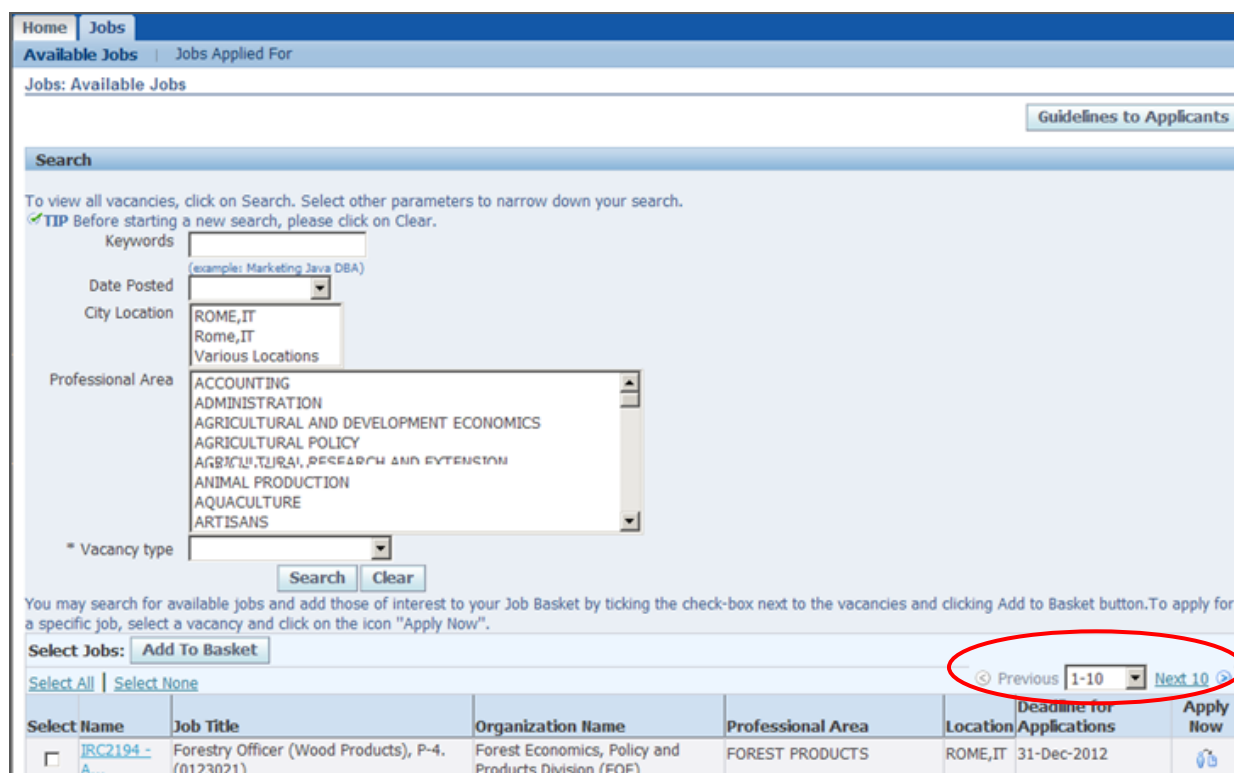 Home Jobs
Available Jobs | Jobs Applied For
Jobs: Available Jobs
Guidelines to Applicants
Search
To view all vacancies, click on Search. Select other parameters to narrow down your search.
TIP Before starting a new search, please click on Clear.
Keywords
(example: Marketing Java DBA)
Date Posted
City Location
ROME,IT
Rome,IT
Various Locations
Professional Area
ACCOUNTING
ADMINISTRATION
AGRICULTURAL AND DEVELOPMENT ECONOMICS
AGRICULTURAL POLICY
AGRICULTURAL RESEARCH AND EXTENSION
ANIMAL PRODUCTION
AQUACULTURE
ARTISANS
* Vacancy type
Search Clear
You may search for available jobs and add those of interest to your Job Basket by ticking the check-box next to the vacancies and clicking Add to Basket button.To apply for
a specific job, select a vacancy and click on the icon "Apply Now".
Select Jobs: Add To Basket
Select All | Select None Previous 1-10 Next 10
Select Name Job Title Organization Name Professional Area Location Deadline for Applications Apply Now
IRC2194 - A... Forestry Officer (Wood Products), P-4. (0123021) Forest Economics, Policy and Products Division (FOE) FOREST PRODUCTS ROME,IT 31-Dec-2012